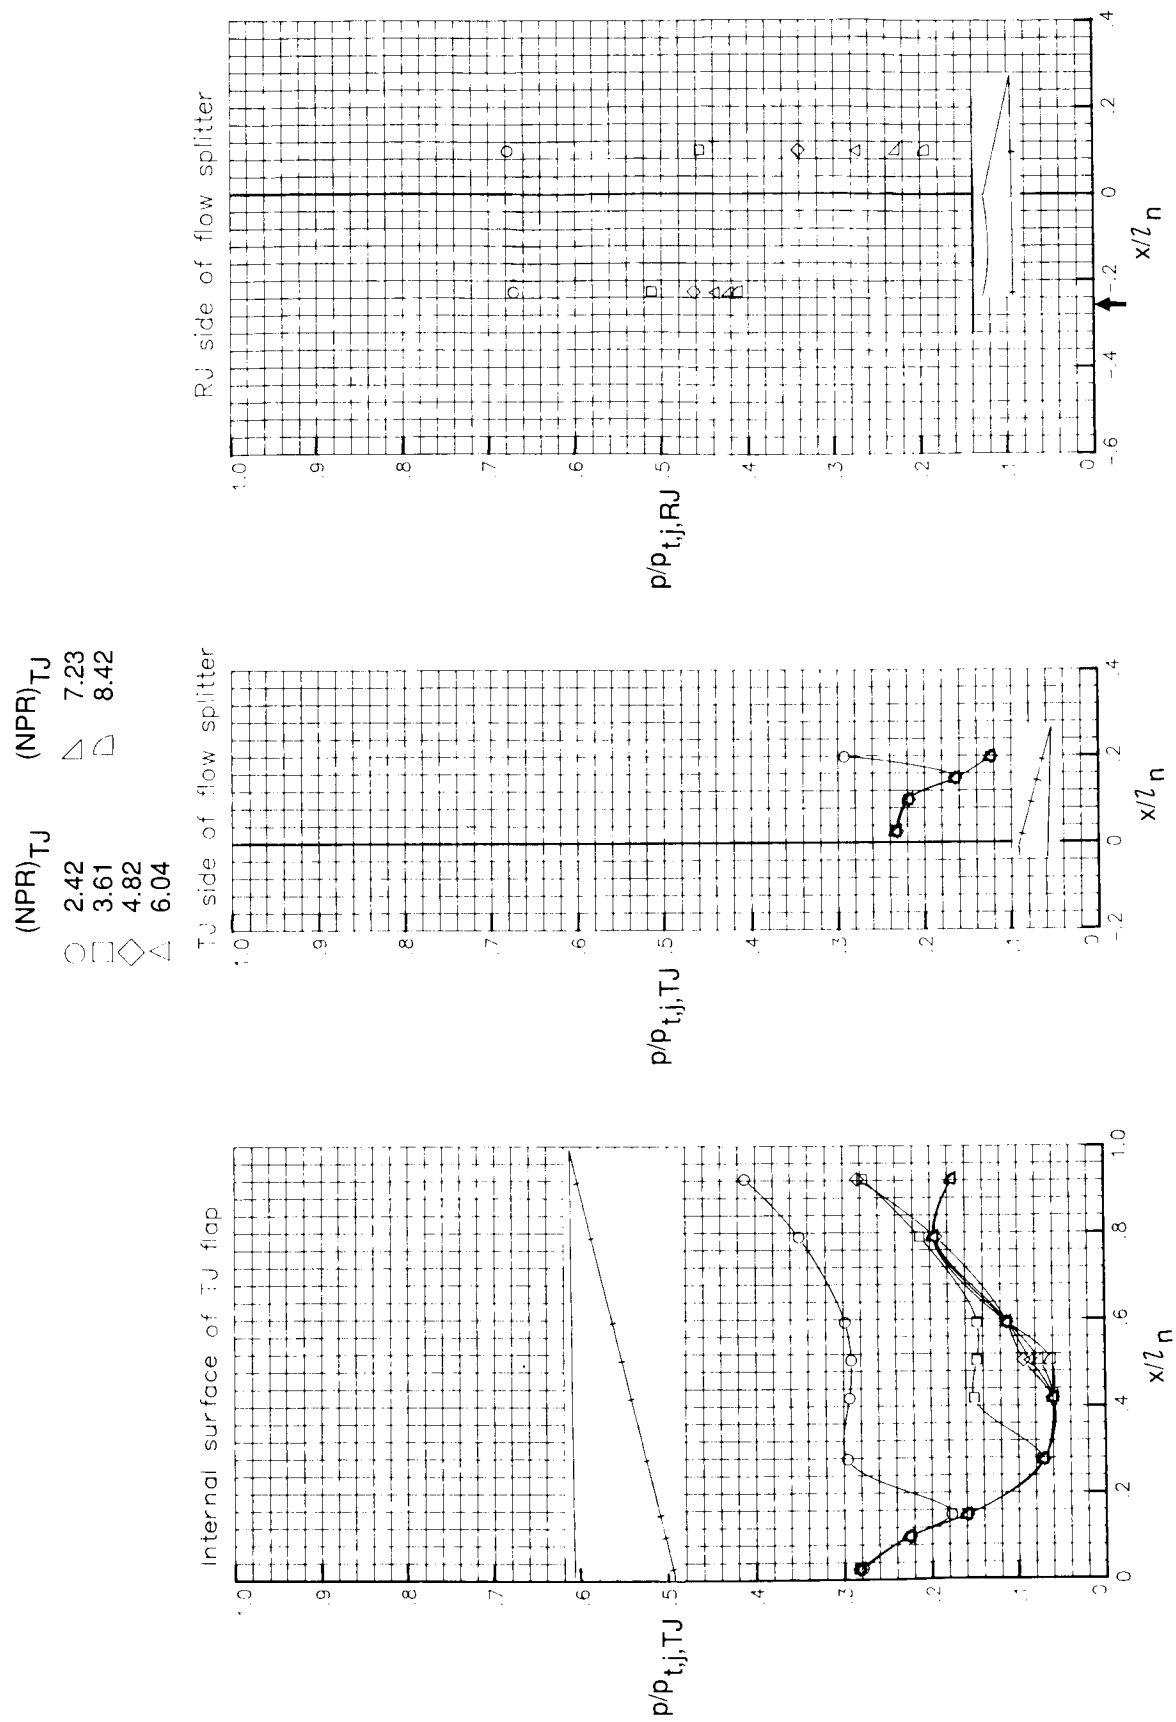 (NPR)TJ (NPR)TJ
2.42 7.23
3.61 8.42
4.82
6.04
Internal surface of TJ flap
1.0
.9
.8
.7
.6
.5
.4
.3
.2
.1
0
p/pt,j,TJ
0 .2 .4 .6 .8 1.0
x/ln
TJ side of flow splitter
1.0
.9
.8
.7
.6
.5
.4
.3
.2
.1
0
p/pt,j,TJ
-.2 0 .2 .4
x/ln
RJ side of flow splitter
1.0
.9
.8
.7
.6
.5
.4
.3
.2
.1
0
p/pt,j,RJ
-.6 -.4 -.2 0 .2 .4
x/ln